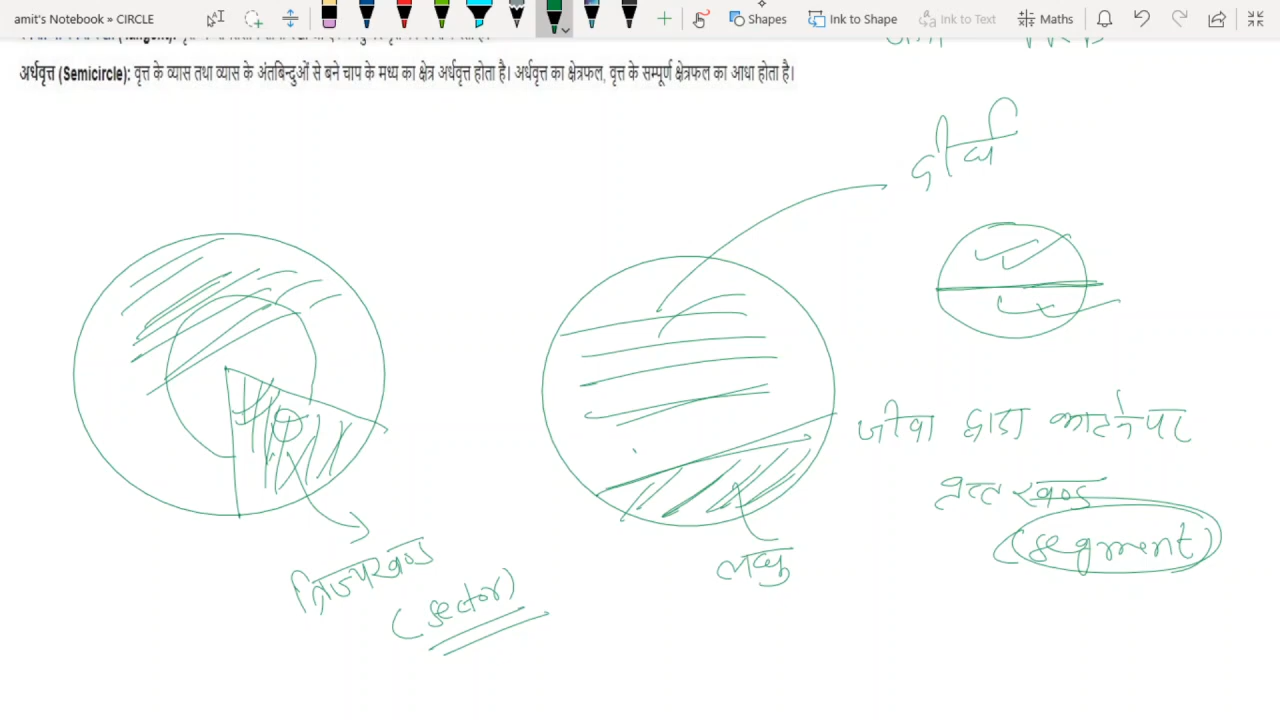 amit's Notebook » CIRCLE
Shapes
Ink to Shape
Ink to Text
Maths
अर्धवृत्त (Semicircle): वृत्त के व्यास तथा व्यास के अंतबिन्दुओं से बने चाप के मध्य का क्षेत्र अर्धवृत्त होता है। अर्धवृत्त का क्षेत्रफल, वृत्त के सम्पूर्ण क्षेत्रफल का आधा होता है।
दीर्घ
जीवा द्वारा काटने पर
वृत्तखण्ड
(segment)
लघु
त्रिज्यखण्ड
(sector)